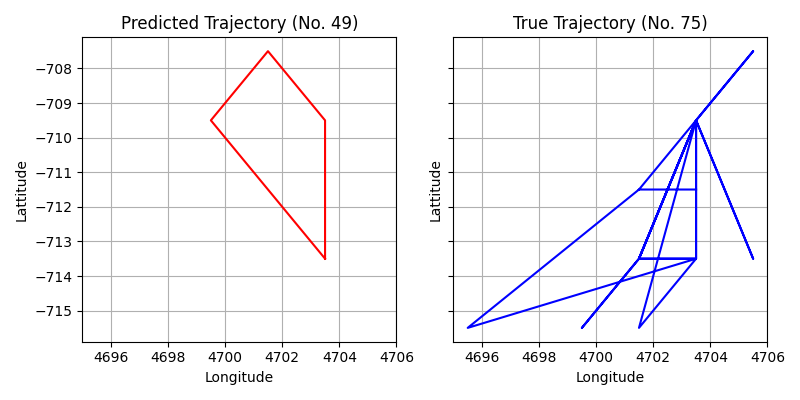 Predicted Trajectory (No. 49)
True Trajectory (No. 75)
−708
−709
−710
−711
−712
−713
−714
−715
Lattitude
Lattitude
4696 4698 4700 4702 4704 4706
4696 4698 4700 4702 4704 4706
Longitude
Longitude